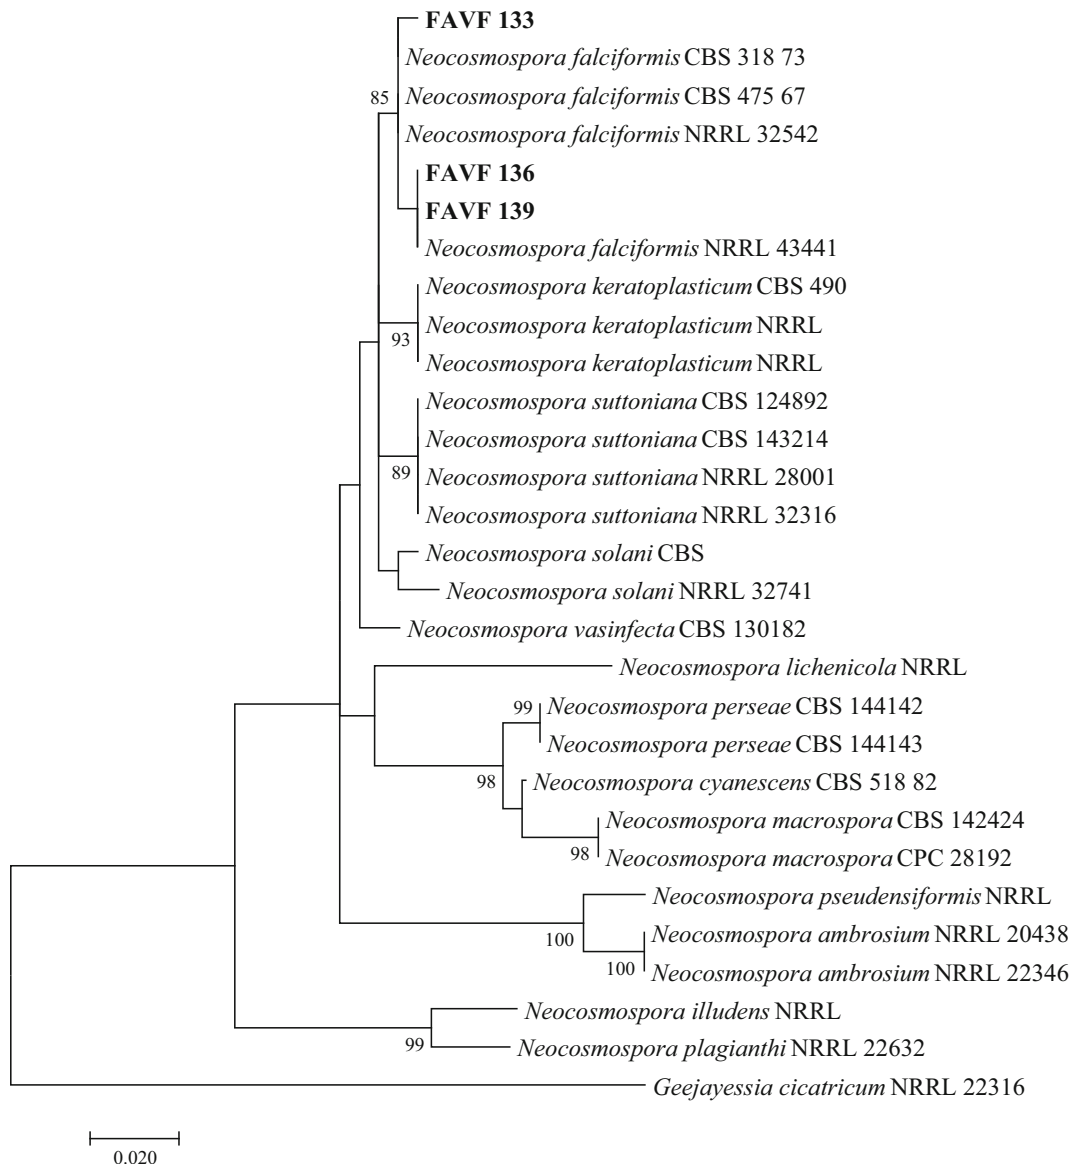 FAVF 133
Neocosmospora falciformis CBS 318 73
85
Neocosmospora falciformis CBS 475 67
Neocosmospora falciformis NRRL 32542
FAVF 136
FAVF 139
Neocosmospora falciformis NRRL 43441
Neocosmospora keratoplasticum CBS 490
Neocosmospora keratoplasticum NRRL
93
Neocosmospora keratoplasticum NRRL
Neocosmospora suttoniana CBS 124892
Neocosmospora suttoniana CBS 143214
89
Neocosmospora suttoniana NRRL 28001
Neocosmospora suttoniana NRRL 32316
Neocosmospora solani CBS
Neocosmospora solani NRRL 32741
Neocosmospora vasinfecta CBS 130182
Neocosmospora lichenicola NRRL
99
Neocosmospora perseae CBS 144142
Neocosmospora perseae CBS 144143
98
Neocosmospora cyanescens CBS 518 82
Neocosmospora macrospora CBS 142424
98
Neocosmospora macrospora CPC 28192
Neocosmospora pseudensiformis NRRL
100
Neocosmospora ambrosium NRRL 20438
100
Neocosmospora ambrosium NRRL 22346
Neocosmospora illudens NRRL
99
Neocosmospora plagianthi NRRL 22632
Geejayessia cicatricum NRRL 22316
0.020